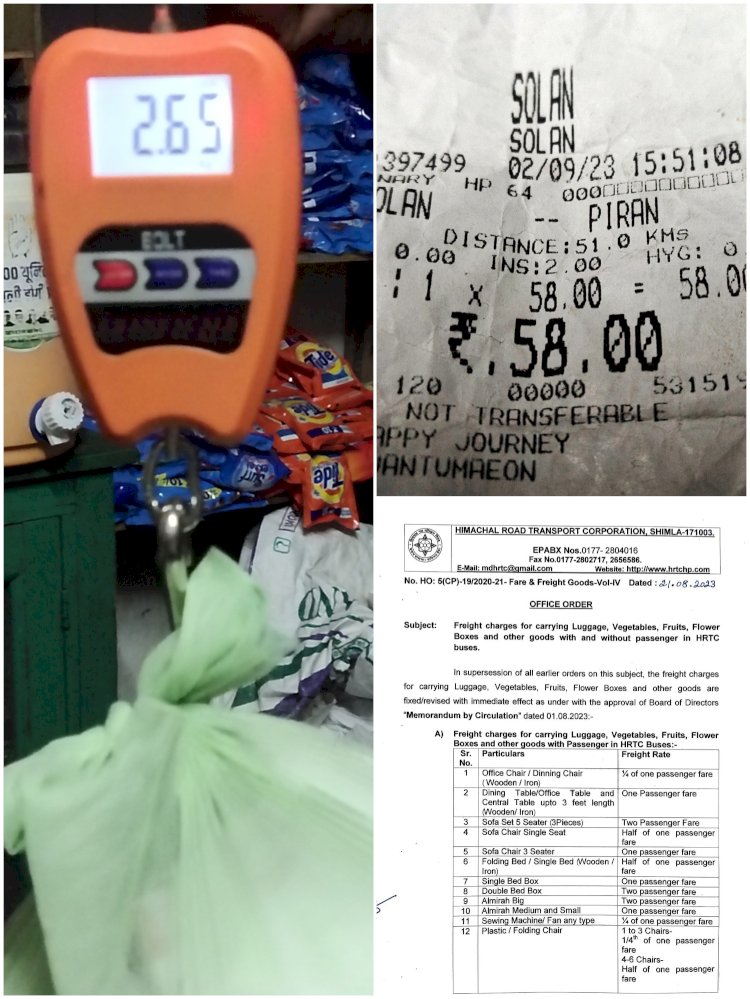 2.65
BOLT
Tide
Tide
Tide
SOLAN
SOLAN
397499 02/09/23 15:51:08
NARY HP 64
OLAN -- PIRAN
DISTANCE:51.0 KMS
0.00 INS:2.00 HYG: 0
: 1 x 58.00 = 58.00
₹.58.00
120 00000 531519
NOT TRANSFERABLE
APPY JOURNEY
ANTUMAEON
HIMACHAL ROAD TRANSPORT CORPORATION, SHIMLA-171003,
EPABX Nos.0177- 2804016
Fax No.0177-2802717, 2656586.
E-Mail: mdhrtc@gmail.com Website: http://www.hrtchp.com
No. HO: 5(CP)-19/2020-21- Fare & Freight Goods-Vol-IV Dated : 21.08.2023
OFFICE ORDER
Subject: Freight charges for carrying Luggage, Vegetables, Fruits, Flower
Boxes and other goods with and without passenger in HRTC
buses.
In supersession of all earlier orders on this subject, the freight charges
for carrying Luggage, Vegetables, Fruits, Flower Boxes and other goods are
fixed/revised with immediate effect as under with the approval of Board of Directors
"Memorandum by Circulation" dated 01.08.2023:-
A) Freight charges for carrying Luggage, Vegetables, Fruits, Flower
Boxes and other goods with Passenger in HRTC Buses:-
Sr. No. Particulars Freight Rate
1 Office Chair / Dinning Chair (Wooden / Iron) ¼ of one passenger fare
2 Dining Table/Office Table and Central Table upto 3 feet length (Wooden/ Iron) One Passenger fare
3 Sofa Set 5 Seater (3Pieces) Two Passenger Fare
4 Sofa Chair Single Seat Half of one passenger fare
5 Sofa Chair 3 Seater One passenger fare
6 Folding Bed / Single Bed (Wooden / Iron) Half of one passenger fare
7 Single Bed Box One passenger fare
8 Double Bed Box Two passenger fare
9 Almirah Big Two passenger fare
10 Almirah Medium and Small One passenger fare
11 Sewing Machine/ Fan any type ¼ of one passenger fare
12 Plastic / Folding Chair 1 to 3 Chairs-
1/4th of one passenger fare
4-6 Chairs-
Half of one passenger fare